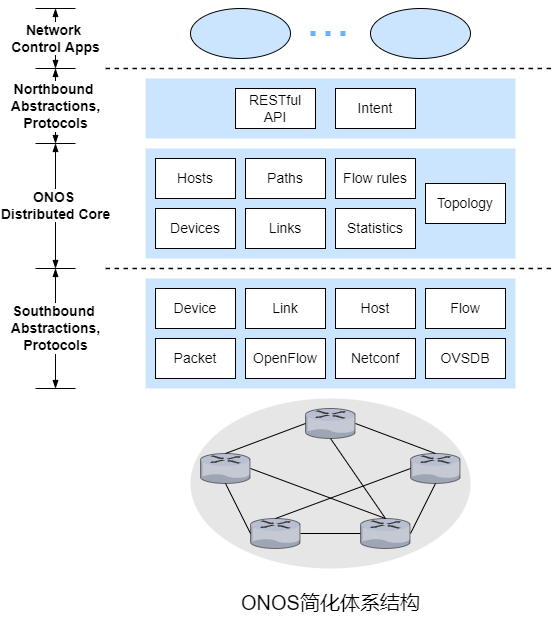 Network
Control Apps
Northbound
Abstractions,
Protocols
RESTful
API
Intent
ONOS
Distributed Core
Hosts
Paths
Flow rules
Topology
Devices
Links
Statistics
Southbound
Abstractions,
Protocols
Device
Link
Host
Flow
Packet
OpenFlow
Netconf
OVSDB
ONOS简化体系结构